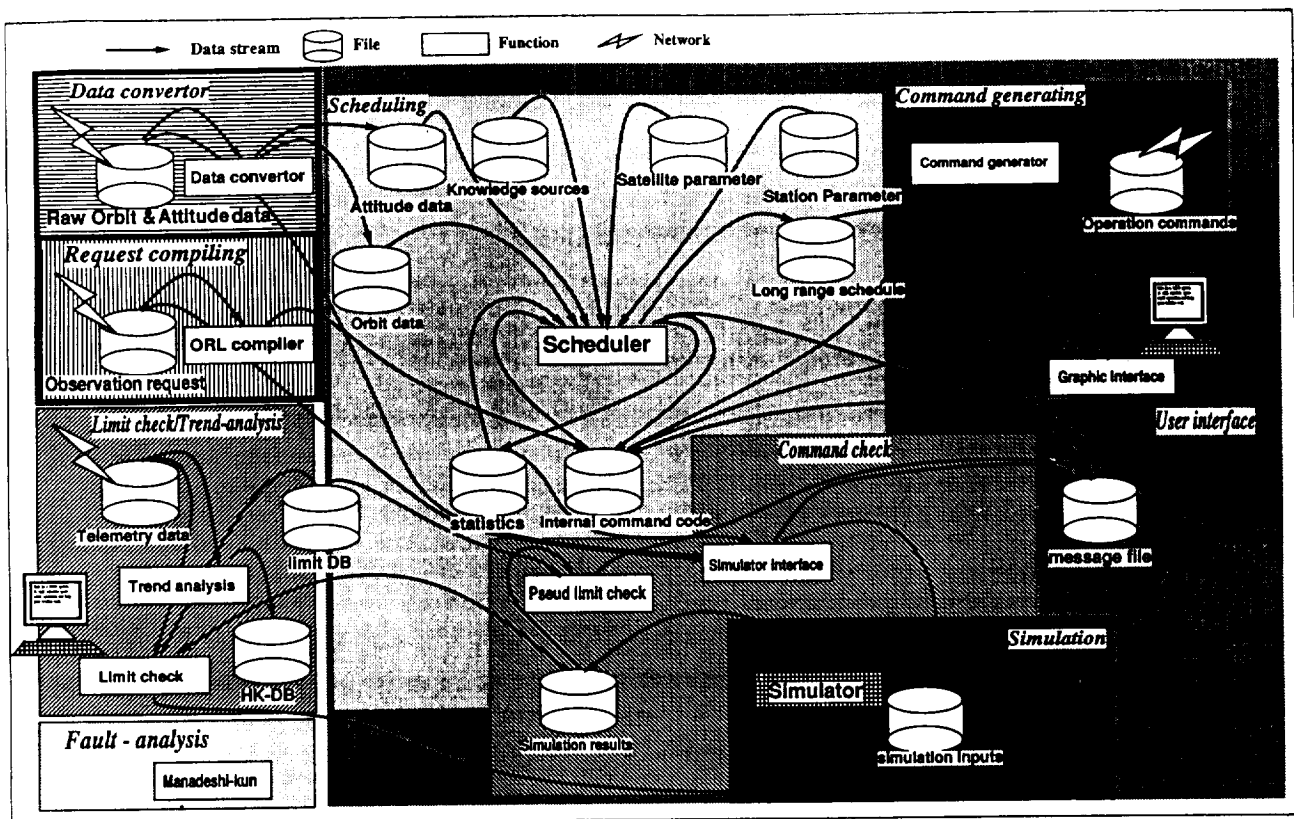 Data stream
File
Function
Network
Data convertor
Data convertor
Raw Orbit & Attitude data
Request compiling
ORL compiler
Observation request
Limit check/Trend-analysis
Telemetry data
limit DB
Trend analysis
Limit check
HK-DB
Fault - analysis
Manadeshi-kun
Scheduling
Attitude data
Knowledge sources
Satellite parameter
Station Parameter
Orbit data
Long range schedule
Scheduler
statistics
Internal command code
Command generating
Command generator
Operation commands
Graphic Interface
User interface
message file
Command check
Simulator interface
Pseud limit check
Simulation results
Simulation
Simulator
simulation inputs